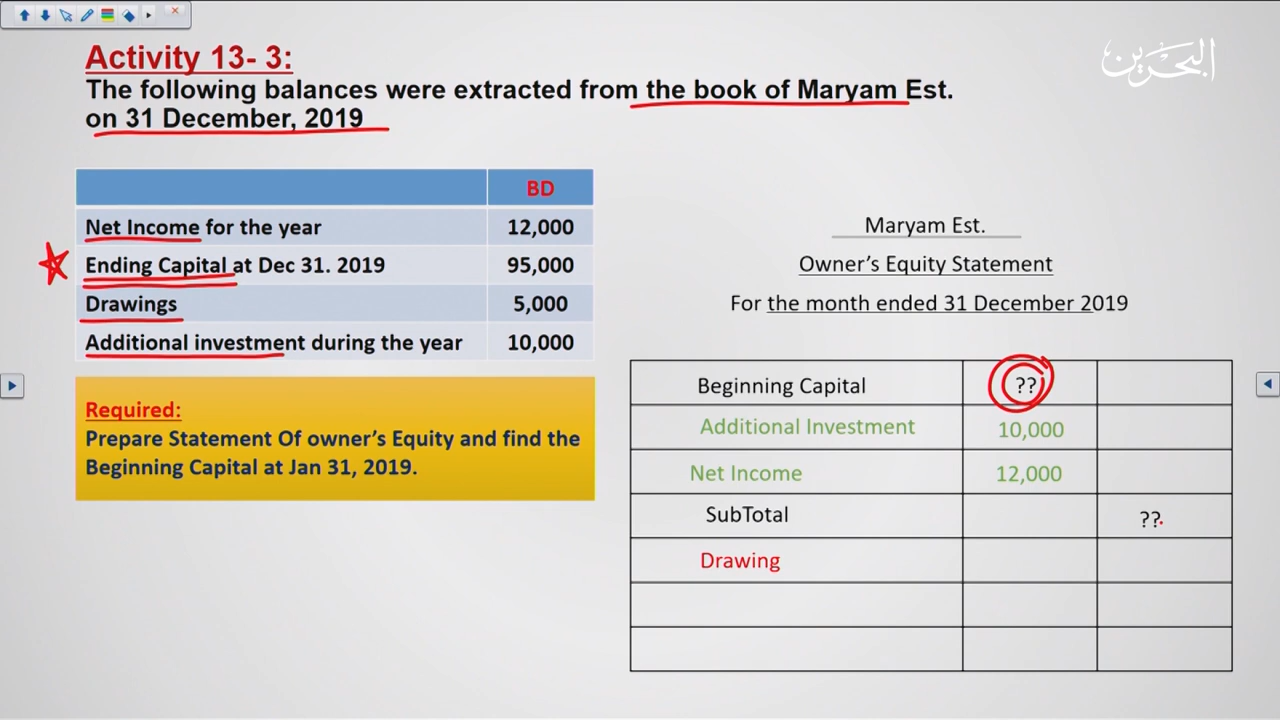 البحرين
Activity 13- 3:
The following balances were extracted from the book of Maryam Est.
on 31 December, 2019
BD
Net Income for the year 12,000
Ending Capital at Dec 31. 2019 95,000
Drawings 5,000
Additional investment during the year 10,000
Required:
Prepare Statement Of owner’s Equity and find the
Beginning Capital at Jan 31, 2019.
Maryam Est.
Owner’s Equity Statement
For the month ended 31 December 2019
Beginning Capital ??
Additional Investment 10,000
Net Income 12,000
SubTotal ??
Drawing